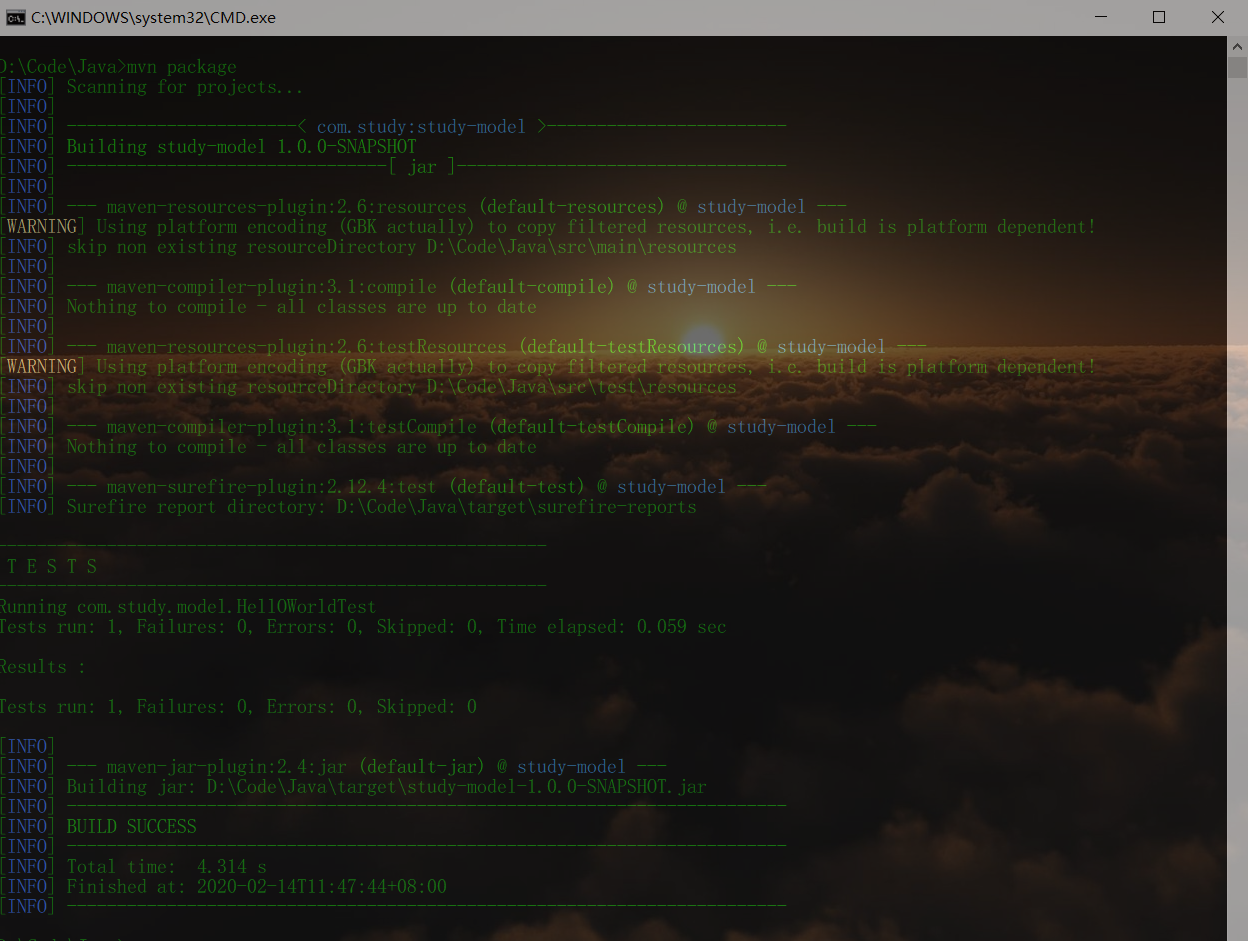 C:\WINDOWS\system32\CMD.exe
D:\Code\Java>mvn package
[INFO] Scanning for projects...
[INFO]
[INFO] -----------------------< com.study:study-model >------------------------
[INFO] Building study-model 1.0.0-SNAPSHOT
[INFO] --------------------------------[ jar ]---------------------------------
[INFO]
[INFO] --- maven-resources-plugin:2.6:resources (default-resources) @ study-model ---
[WARNING] Using platform encoding (GBK actually) to copy filtered resources, i.e. build is platform dependent!
[INFO] skip non existing resourceDirectory D:\Code\Java\src\main\resources
[INFO]
[INFO] --- maven-compiler-plugin:3.1:compile (default-compile) @ study-model ---
[INFO] Nothing to compile - all classes are up to date
[INFO]
[INFO] --- maven-resources-plugin:2.6:testResources (default-testResources) @ study-model ---
[WARNING] Using platform encoding (GBK actually) to copy filtered resources, i.e. build is platform dependent!
[INFO] skip non existing resourceDirectory D:\Code\Java\src\test\resources
[INFO]
[INFO] --- maven-compiler-plugin:3.1:testCompile (default-testCompile) @ study-model ---
[INFO] Nothing to compile - all classes are up to date
[INFO]
[INFO] --- maven-surefire-plugin:2.12.4:test (default-test) @ study-model ---
[INFO] Surefire report directory: D:\Code\Java\target\surefire-reports
-------------------------------------------------------
T E S T S
-------------------------------------------------------
Running com.study.model.HellOWorldTest
Tests run: 1, Failures: 0, Errors: 0, Skipped: 0, Time elapsed: 0.059 sec
Results :
Tests run: 1, Failures: 0, Errors: 0, Skipped: 0
[INFO]
[INFO] --- maven-jar-plugin:2.4:jar (default-jar) @ study-model ---
[INFO] Building jar: D:\Code\Java\target\study-model-1.0.0-SNAPSHOT.jar
[INFO] ------------------------------------------------------------------------
[INFO] BUILD SUCCESS
[INFO] ------------------------------------------------------------------------
[INFO] Total time:  4.314 s
[INFO] Finished at: 2020-02-14T11:47:44+08:00
[INFO] ------------------------------------------------------------------------